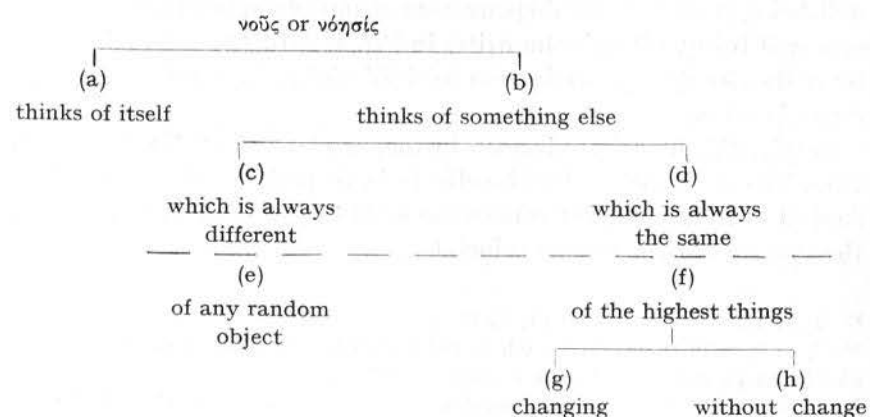 νοῦς or νόησίς
(a) (b)
thinks of itself thinks of something else
(c) (d)
which is always which is always
different the same
(e) (f)
of any random of the highest things
object
(g) (h)
changing without change